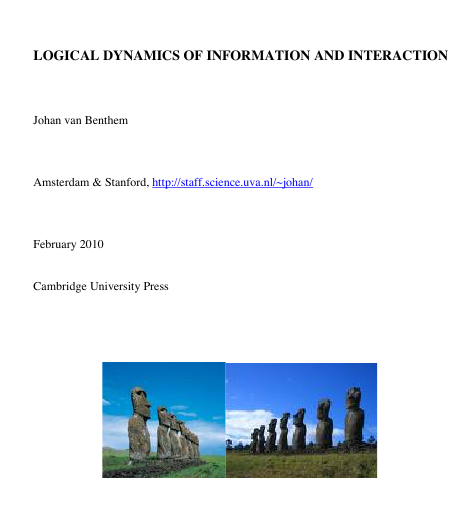 LOGICAL DYNAMICS OF INFORMATION AND INTERACTION
Johan van Benthem
Amsterdam & Stanford, http://staff.science.uva.nl/~johan/
February 2010
Cambridge University Press